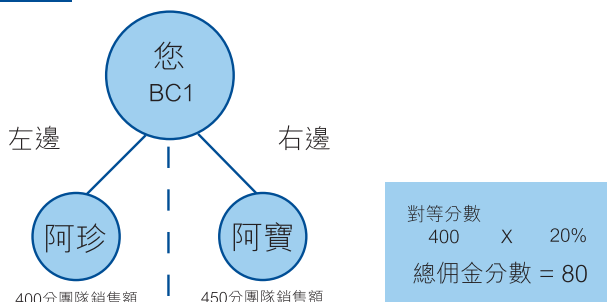 您
BC1
左邊
右邊
阿珍
阿寶
400分團隊銷售額
450分團隊銷售額
對等分數
400 X 20%
總佣金分數 = 80